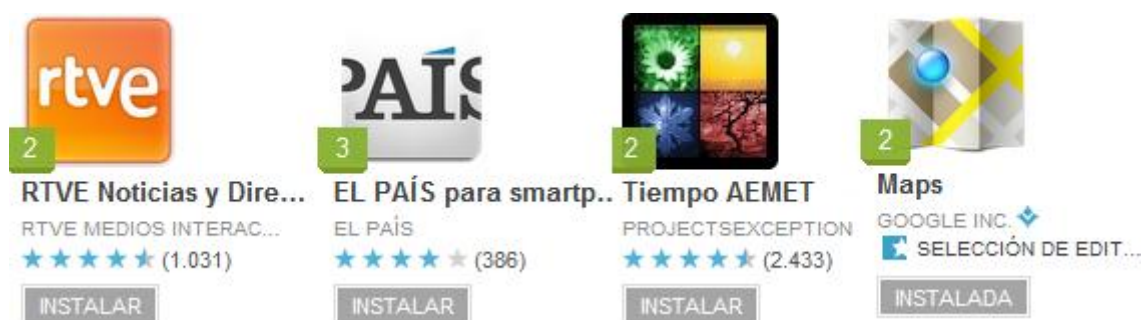 rtve
2
RTVE Noticias y Dire...
RTVE MEDIOS INTERAC...
(1.031)
INSTALAR
PAÍS
3
EL PAÍS para smartp..
EL PAÍS
(386)
INSTALAR
2
Tiempo AEMET
PROJECTSEXCEPTION
(2.433)
INSTALAR
2
Maps
GOOGLE INC.
SELECCIÓN DE EDIT...
INSTALADA